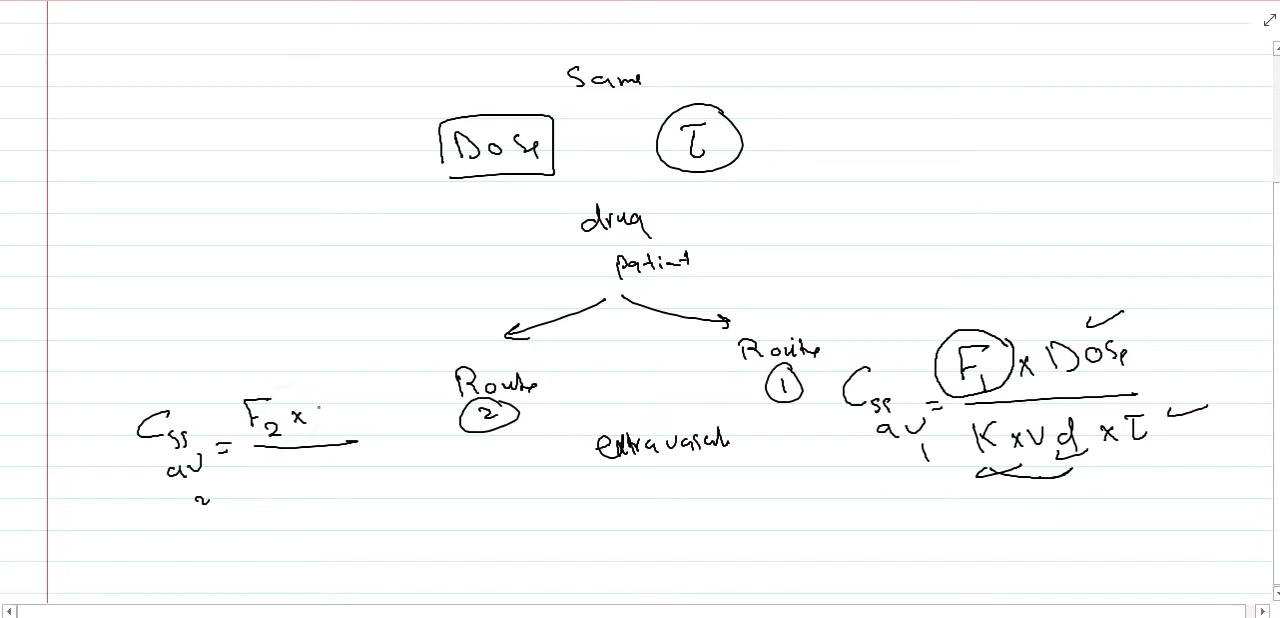 Same
Dose τ
drug
patient
Route
1
Route
2
extravasal
Css av 1 = F1 x Dose
K x Vd x τ
Css av 2 = F2 x